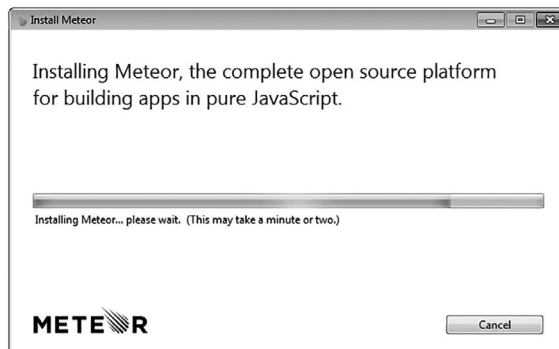 Install Meteor
Installing Meteor, the complete open source platform
for building apps in pure JavaScript.
Installing Meteor... please wait. (This may take a minute or two.)
METEOR
Cancel